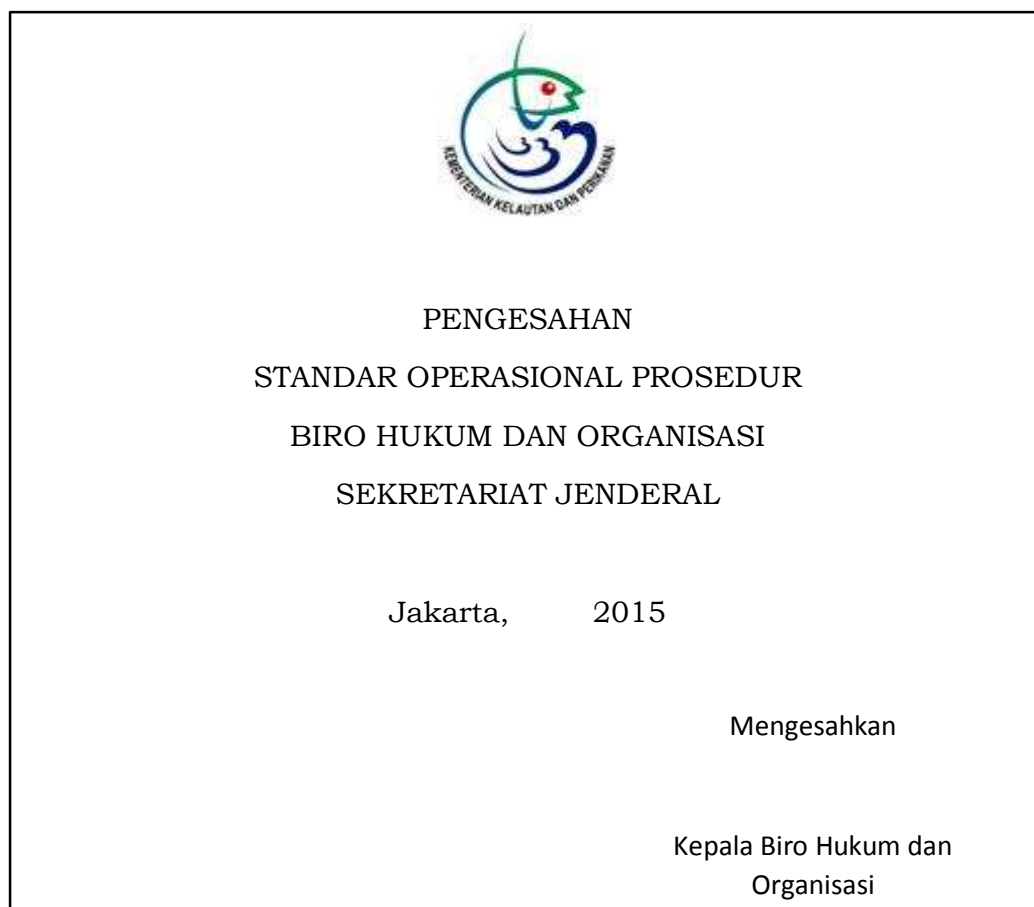 KEMENTERIAN KELAUTAN DAN PERIKANAN
PENGESAHAN
STANDAR OPERASIONAL PROSEDUR
BIRO HUKUM DAN ORGANISASI
SEKRETARIAT JENDERAL
Jakarta, 2015
Mengesahkan
Kepala Biro Hukum dan
Organisasi